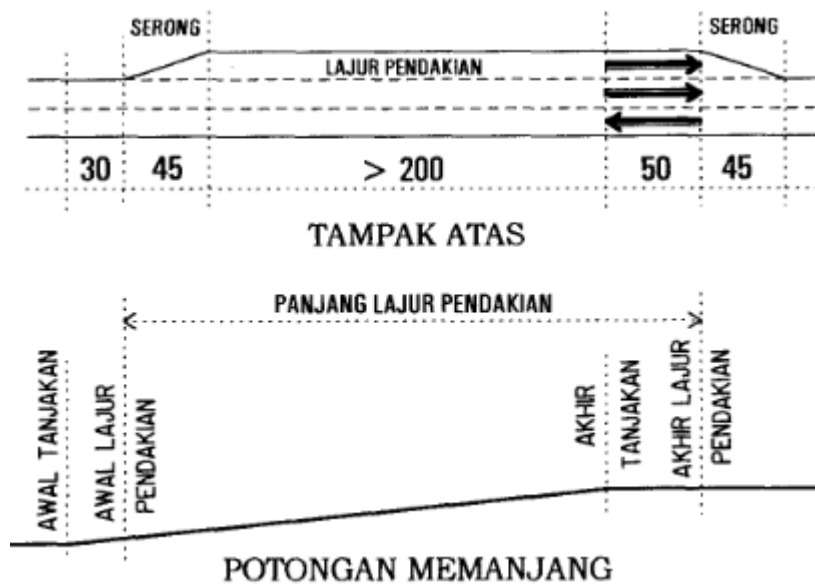 SERONG
SERONG
LAJUR PENDAKIAN
30
45
> 200
50
45
TAMPAK ATAS
PANJANG LAJUR PENDAKIAN
AWAL TANJAKAN
AWAL LAJUR
PENDAKIAN
AKHIR
TANJAKAN
AKHIR LAJUR
PENDAKIAN
POTONGAN MEMANJANG